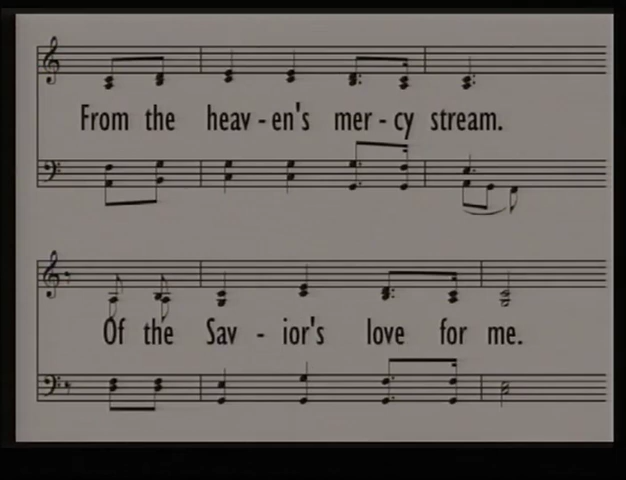 From the heav - en's mer - cy stream.
Of the Sav - ior's love for me.